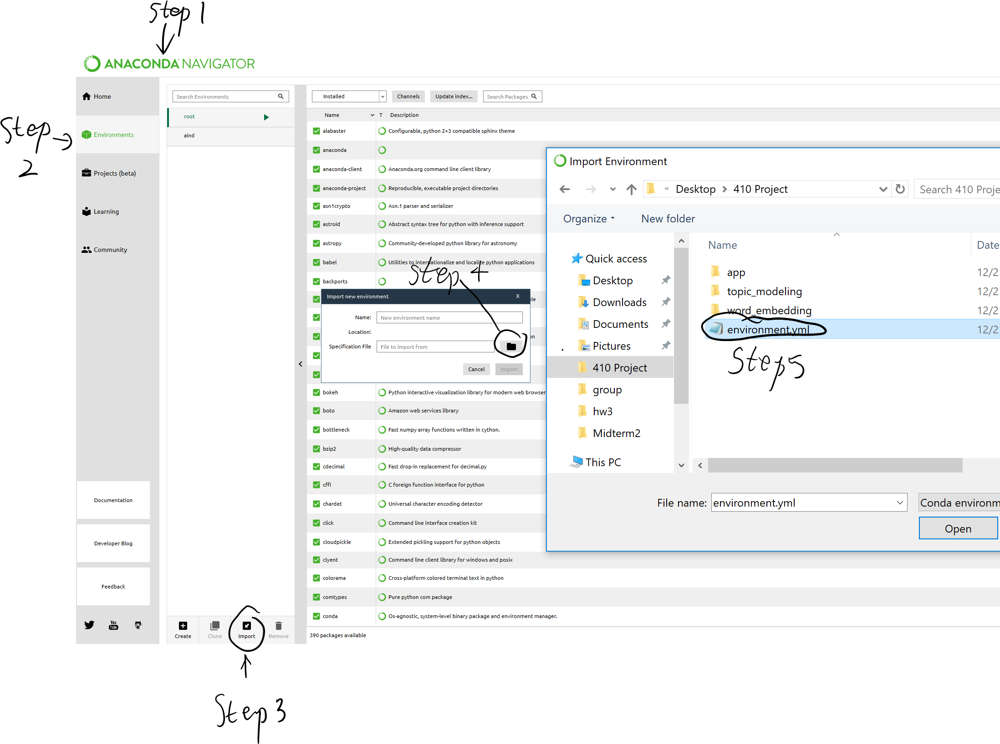 Step 1
ANACONDA NAVIGATOR
Home
Environments
Projects (beta)
Learning
Community
Step 2
Documentation
Developer Blog
Feedback
You Tube
Search Environments
root
aind
Create
Clone
Import
Remove
Step 3
Installed
Channels
Update index...
Search Packages
Name T Description
alabaster Configurable, python 2+3 compatible sphinx theme
anaconda
anaconda-client Anaconda.org command line client library
anaconda-project Reproducible, executable project directories
asn1crypto Asn.1 parser and serializer
astroid Abstract syntax tree for python with inference support
astropy Community-developed python library for astronomy
babel Utilities to internationalize and localize python applications
backports
Step 4
Import new environment X
Name: New environment name
Location:
Specification File File to import from
Cancel Import
bokeh Python interactive visualization library for modern web browser
boto Amazon web services library
bottleneck Fast numpy array functions written in cython.
bzip2 High-quality data compressor
cdecimal Fast drop-in replacement for decimal.py
cffi C foreign function interface for python
chardet Universal character encoding detector
click Command line interface creation kit
cloudpickle Extended pickling support for python objects
clyent Command line client library for windows and posix
colorama Cross-platform colored terminal text in python
comtypes Pure python com package
conda Os-agnostic, system-level binary package and environment manager.
390 packages available
Import Environment
« Desktop > 410 Project
Search 410 Proje
Organize New folder
Quick access
Desktop
Downloads
Documents
Pictures
410 Project
group
hw3
Midterm2
This PC
Name Date
app 12/2
topic_modeling 12/2
word_embedding 12/2
environment.yml 12/2
Step 5
File name: environment.yml
Conda environm
Open